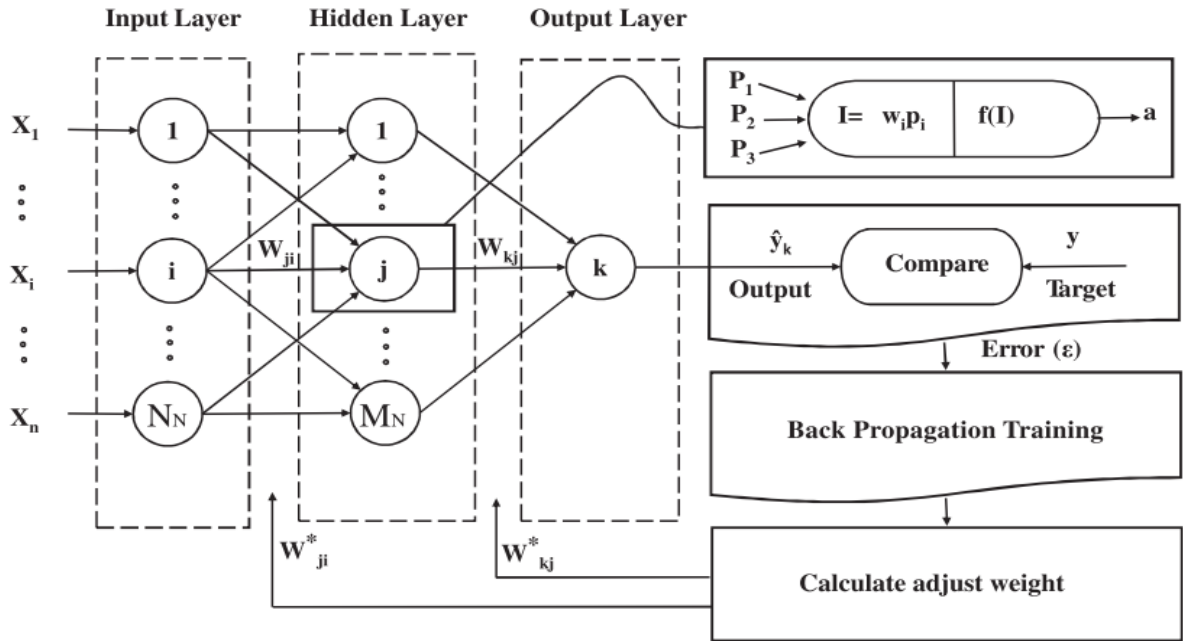 Input Layer
Hidden Layer
Output Layer
X1
Xi
Xn
1
i
NN
Wji
1
j
MN
Wkj
k
P1
P2
P3
I= wipi
f(I)
a
ŷk
y
Compare
Output
Target
Error (ε)
Back Propagation Training
Calculate adjust weight
W*ji
W*kj